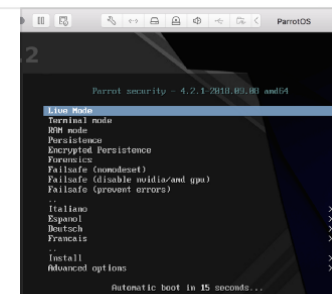 ParrotOS
.2
Parrot security - 4.2.1-2018.09.08 amd64
Live Mode
Terminal mode
RAM mode
Persistence
Encrypted Persistence
Forensics
Failsafe (nomodeset)
Failsafe (disable nvidia/amd gpu)
Failsafe (prevent errors)
..
Italiano >
Espanol >
Deutsch >
Francais >
..
Install >
Advanced options >
Automatic boot in 15 seconds...